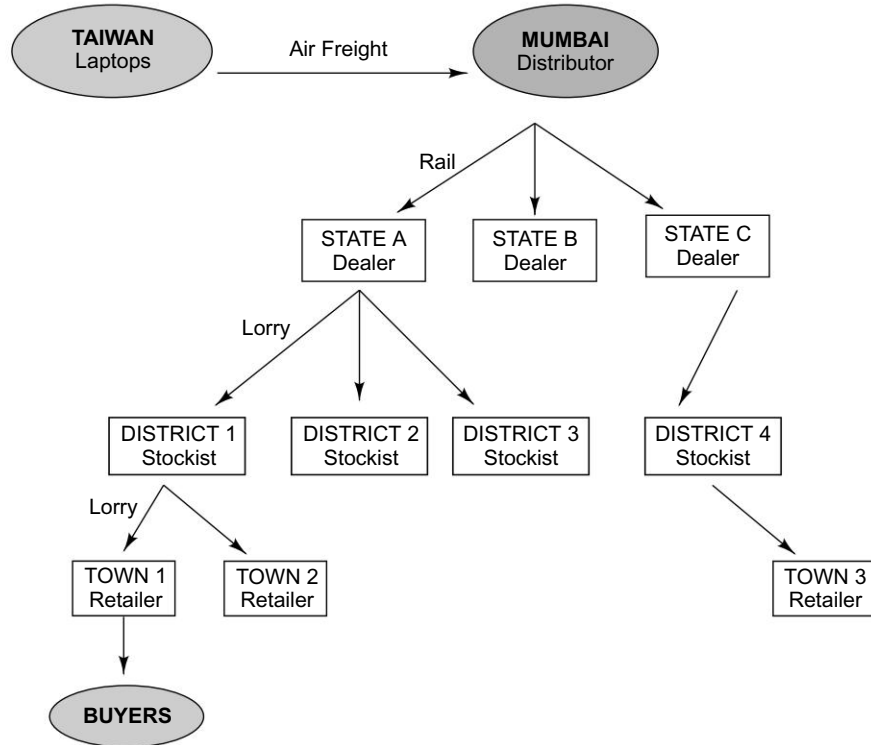 TAIWAN
Laptops
Air Freight
MUMBAI
Distributor
Rail
STATE A
Dealer
STATE B
Dealer
STATE C
Dealer
Lorry
DISTRICT 1
Stockist
DISTRICT 2
Stockist
DISTRICT 3
Stockist
DISTRICT 4
Stockist
Lorry
TOWN 1
Retailer
TOWN 2
Retailer
TOWN 3
Retailer
BUYERS